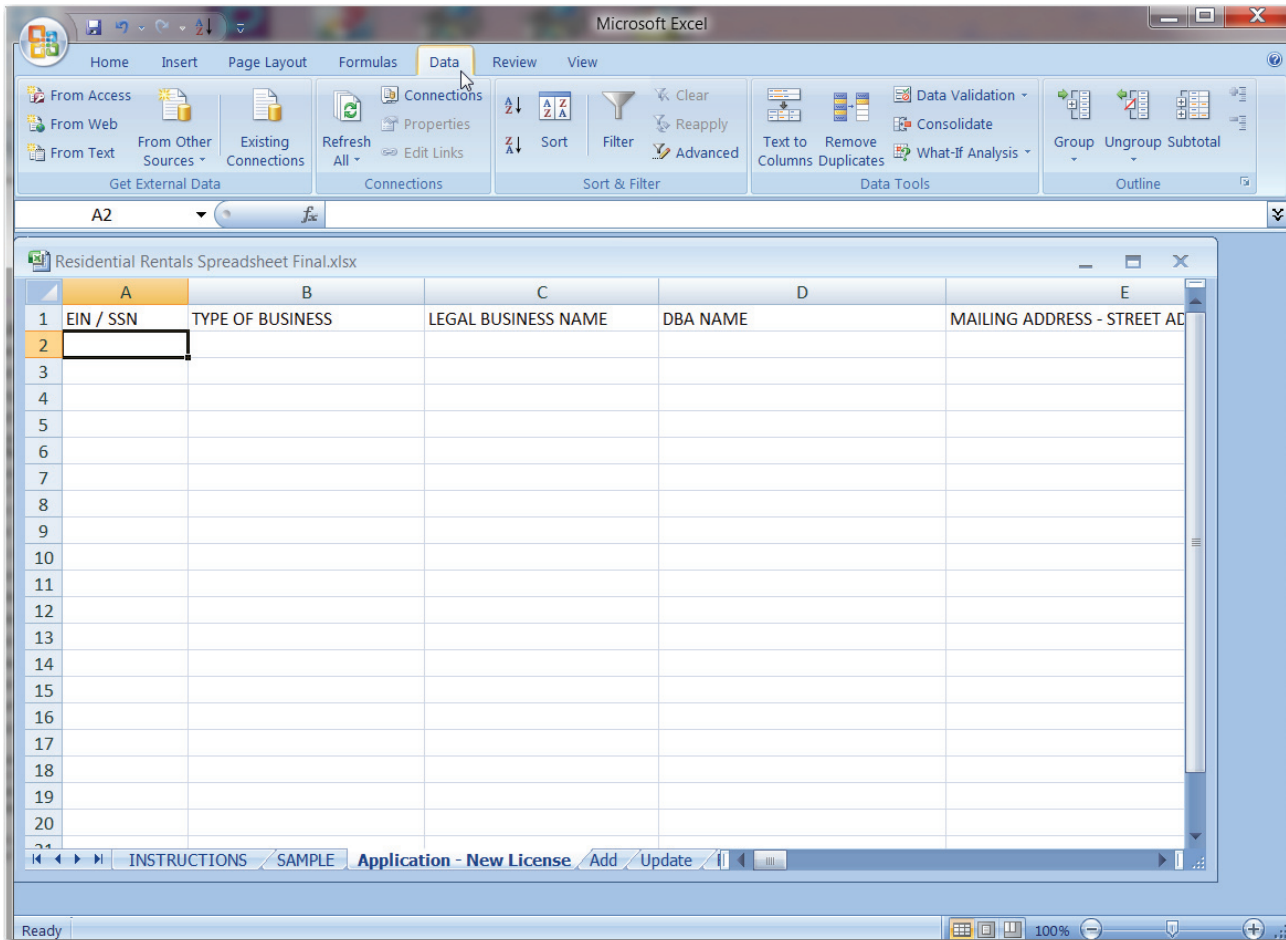 Microsoft Excel
Home Insert Page Layout Formulas Data Review View
From Access
From Web
From Text
From Other Sources
Existing Connections
Get External Data
Refresh All
Connections
Properties
Edit Links
Connections
Sort
Filter
Clear
Reapply
Advanced
Sort & Filter
Text to Columns
Remove Duplicates
Data Validation
Consolidate
What-If Analysis
Data Tools
Group
Ungroup
Subtotal
Outline
A2 fx
Residential Rentals Spreadsheet Final.xlsx
A B C D E
1 EIN / SSN TYPE OF BUSINESS LEGAL BUSINESS NAME DBA NAME MAILING ADDRESS - STREET AD
2
3
4
5
6
7
8
9
10
11
12
13
14
15
16
17
18
19
20
21
INSTRUCTIONS SAMPLE Application - New License Add Update
Ready 100%